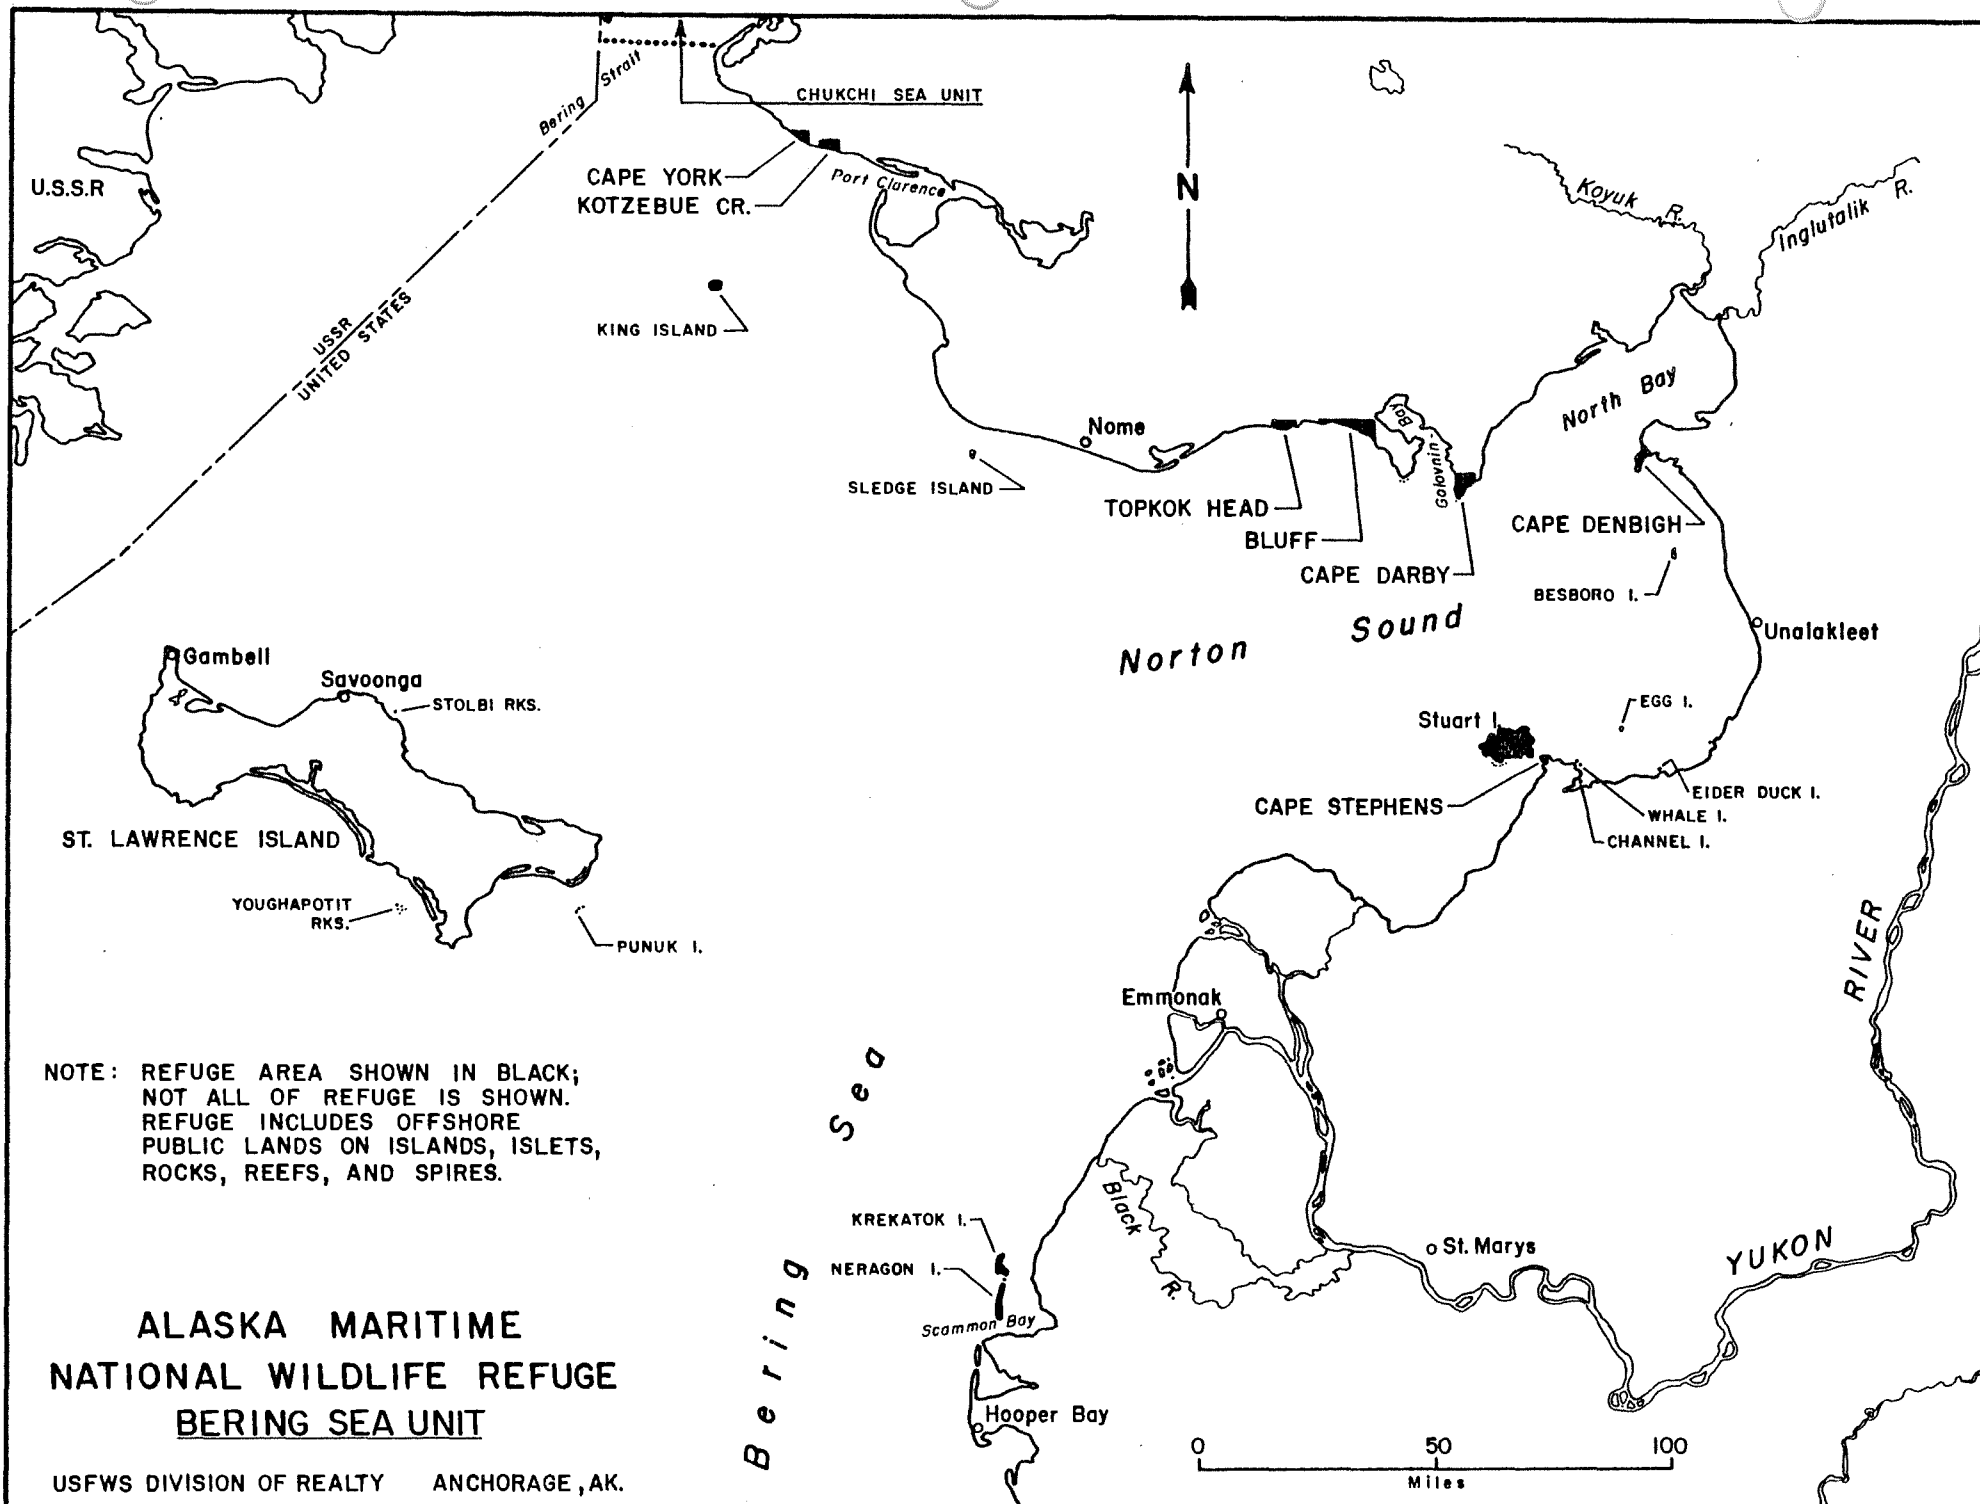 Bering Strait
CHUKCHI SEA UNIT
U.S.S.R
CAPE YORK
KOTZEBUE CR.
Port Clarence
N
Koyuk R.
Inglutalik R.
USSR
UNITED STATES
KING ISLAND
North Bay
Nome
Golovnin Bay
SLEDGE ISLAND
TOPKOK HEAD
BLUFF
CAPE DARBY
CAPE DENBIGH
BESBORO I.
Norton Sound
Unalakleet
Gambell
Savoonga
STOLBI RKS.
EGG I.
Stuart I.
CAPE STEPHENS
EIDER DUCK I.
WHALE I.
CHANNEL I.
ST. LAWRENCE ISLAND
YOUGHAPOTIT
RKS.
PUNUK I.
Emmonak
RIVER
NOTE: REFUGE AREA SHOWN IN BLACK;
NOT ALL OF REFUGE IS SHOWN.
REFUGE INCLUDES OFFSHORE
PUBLIC LANDS ON ISLANDS, ISLETS,
ROCKS, REEFS, AND SPIRES.
Bering Sea
Black R.
KREKATOK I.
NERAGON I.
St. Marys
YUKON
Scammon Bay
Hooper Bay
ALASKA MARITIME
NATIONAL WILDLIFE REFUGE
BERING SEA UNIT
0 50 100
Miles
USFWS DIVISION OF REALTY ANCHORAGE, AK.